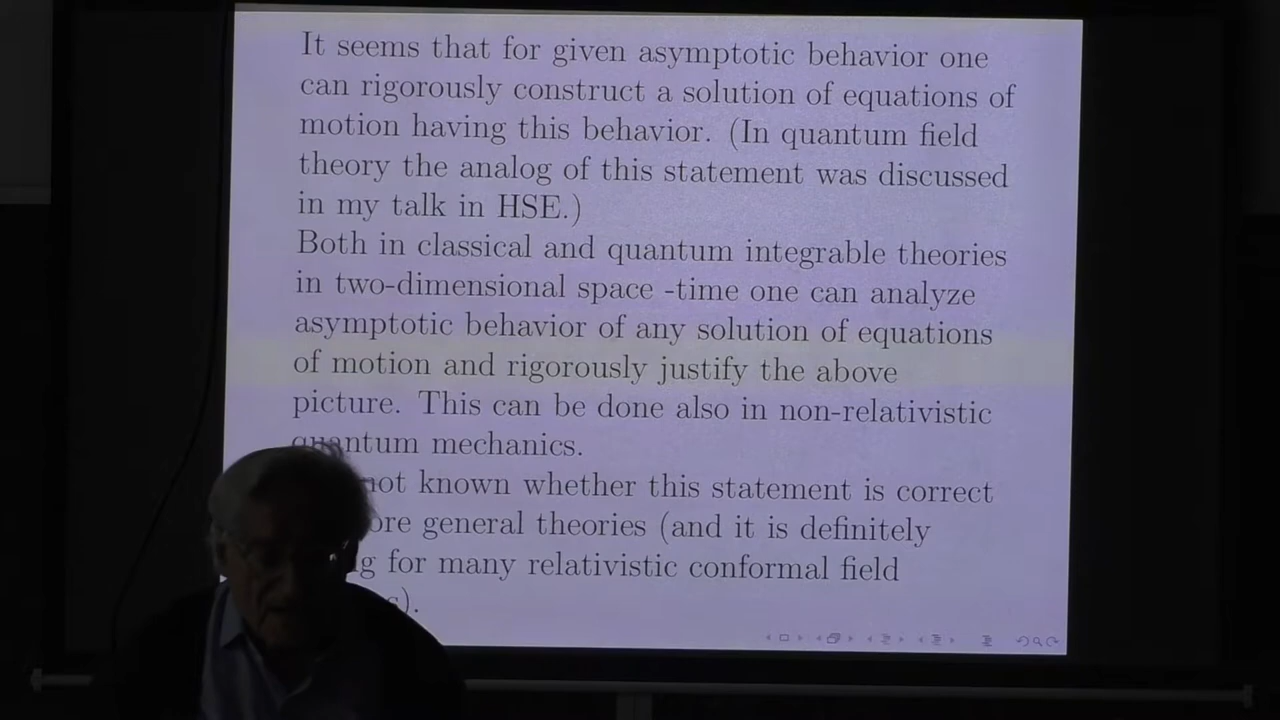 It seems that for given asymptotic behavior one
can rigorously construct a solution of equations of
motion having this behavior. (In quantum field
theory the analog of this statement was discussed
in my talk in HSE.)
Both in classical and quantum integrable theories
in two-dimensional space -time one can analyze
asymptotic behavior of any solution of equations
of motion and rigorously justify the above
picture. This can be done also in non-relativistic
quantum mechanics.
not known whether this statement is correct
general theories (and it is definitely
for many relativistic conformal field